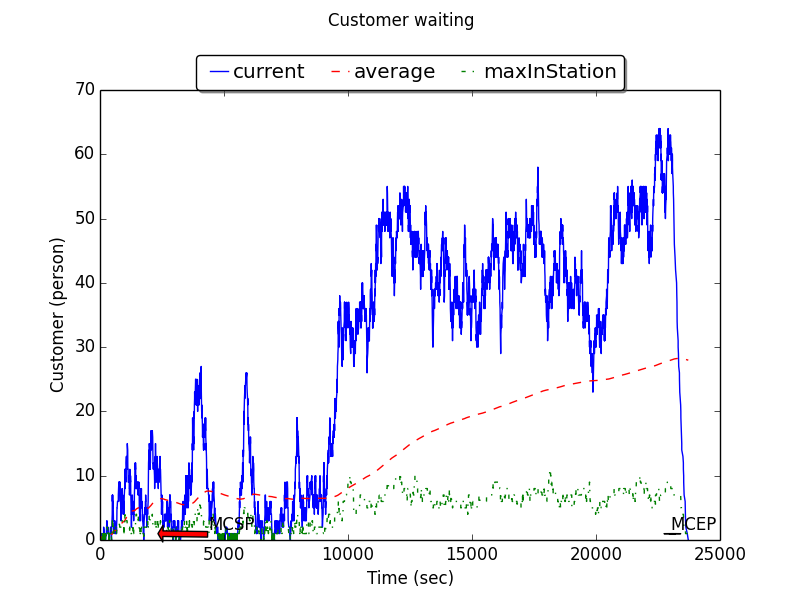 Customer waiting
current average maxInStation
70
60
50
40
30
20
10
0
Customer (person)
MCSP
MCEP
0 5000 10000 15000 20000 25000
Time (sec)